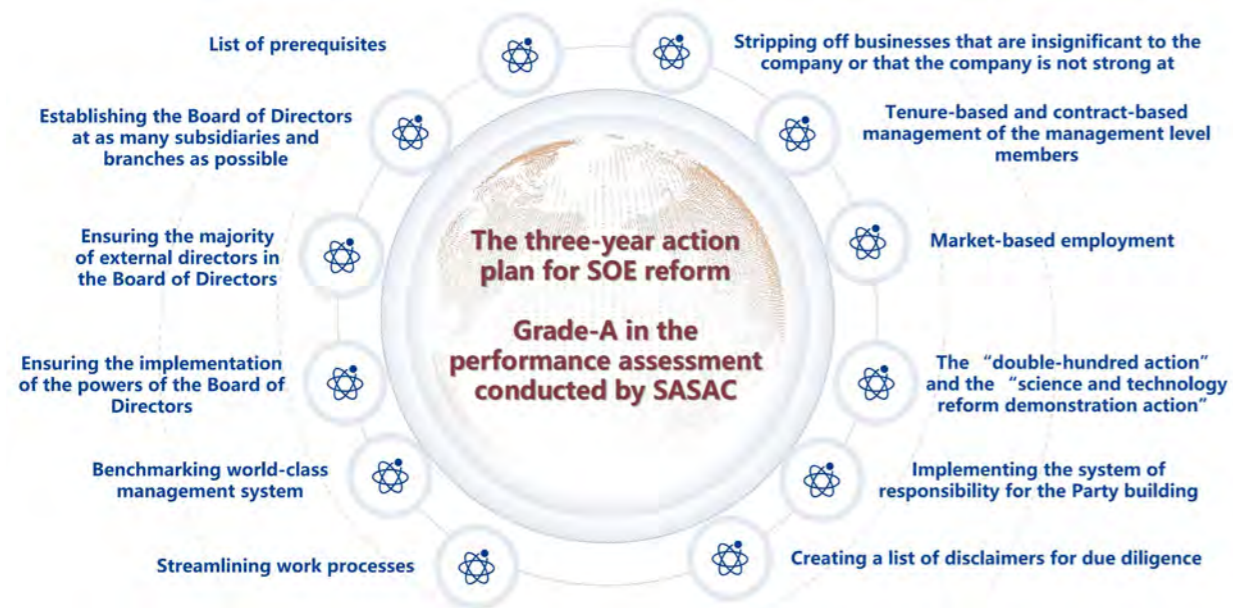 List of prerequisites
Establishing the Board of Directors
at as many subsidiaries and
branches as possible
Ensuring the majority
of external directors in
the Board of Directors
Ensuring the implementation
of the powers of the Board of
Directors
Benchmarking world-class
management system
Streamlining work processes
The three-year action
plan for SOE reform
Grade-A in the
performance assessment
conducted by SASAC
Stripping off businesses that are insignificant to the
company or that the company is not strong at
Tenure-based and contract-based
management of the management level
members
Market-based employment
The “double-hundred action”
and the “science and technology
reform demonstration action”
Implementing the system of
responsibility for the Party building
Creating a list of disclaimers for due diligence